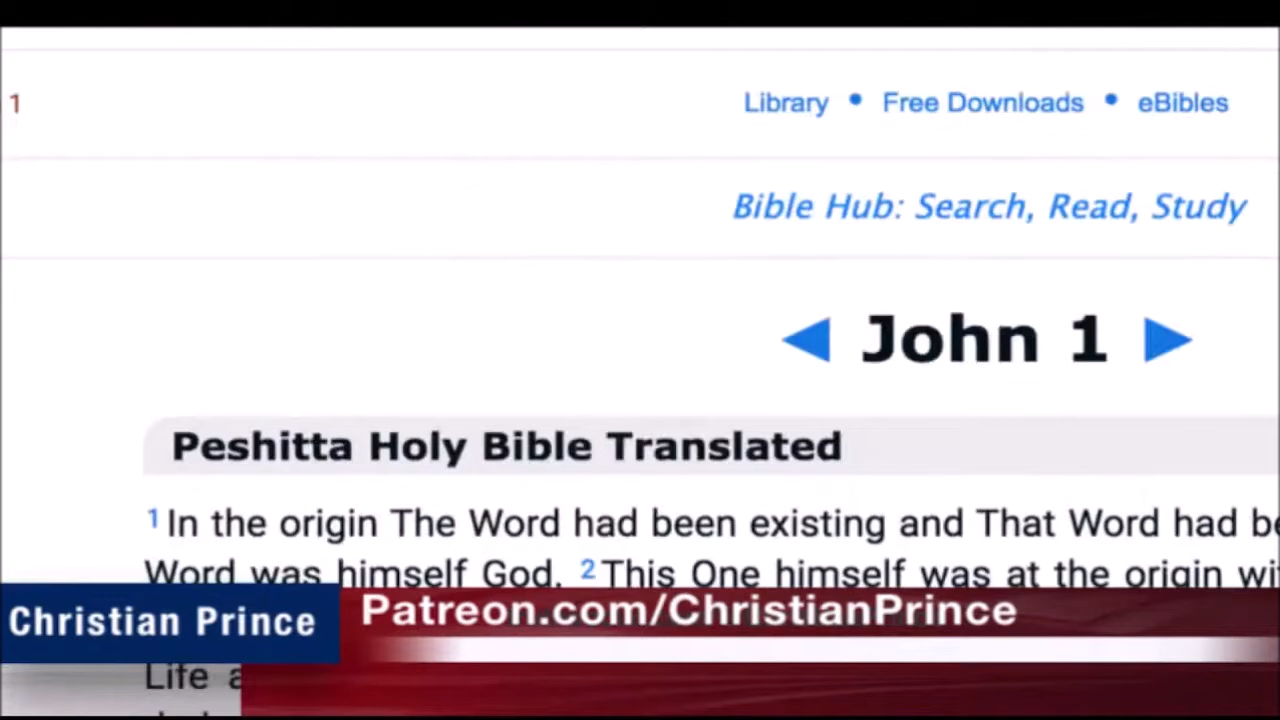 1
Library • Free Downloads • eBibles
Bible Hub: Search, Read, Study
John 1
Peshitta Holy Bible Translated
1 In the origin The Word had been existing and That Word had
Word was himself God. 2 This One himself was at the origin
Christian Prince
Patreon.com/ChristianPrince
Life